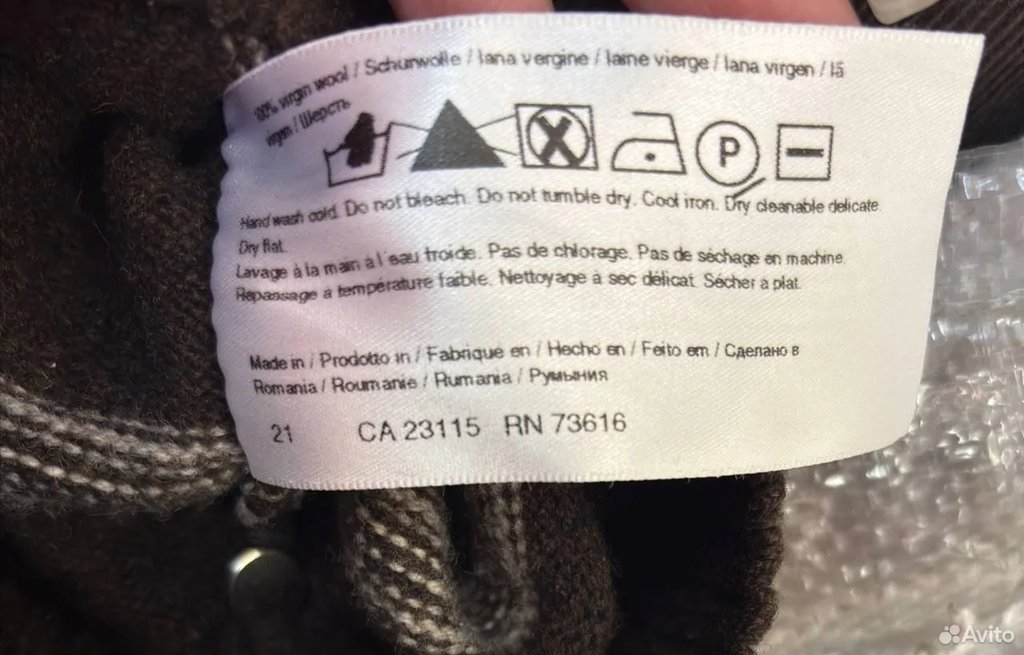 100% virgin wool / Schurwolle / lana vergine / laine vierge / lana virgen / lã
virgem / Шерсть
P
Hand wash cold. Do not bleach. Do not tumble dry. Cool iron. Dry cleanable delicate.
Dry flat.
Lavage à la main à l'eau froide. Pas de chlorage. Pas de séchage en machine.
Repassage à température faible. Nettoyage à sec délicat. Sécher à plat.
Made in / Prodotto in / Fabrique en / Hecho en / Feito em / Сделано в
Romania / Roumanie / Rumania / Румыния
21 CA 23115 RN 73616
Avito